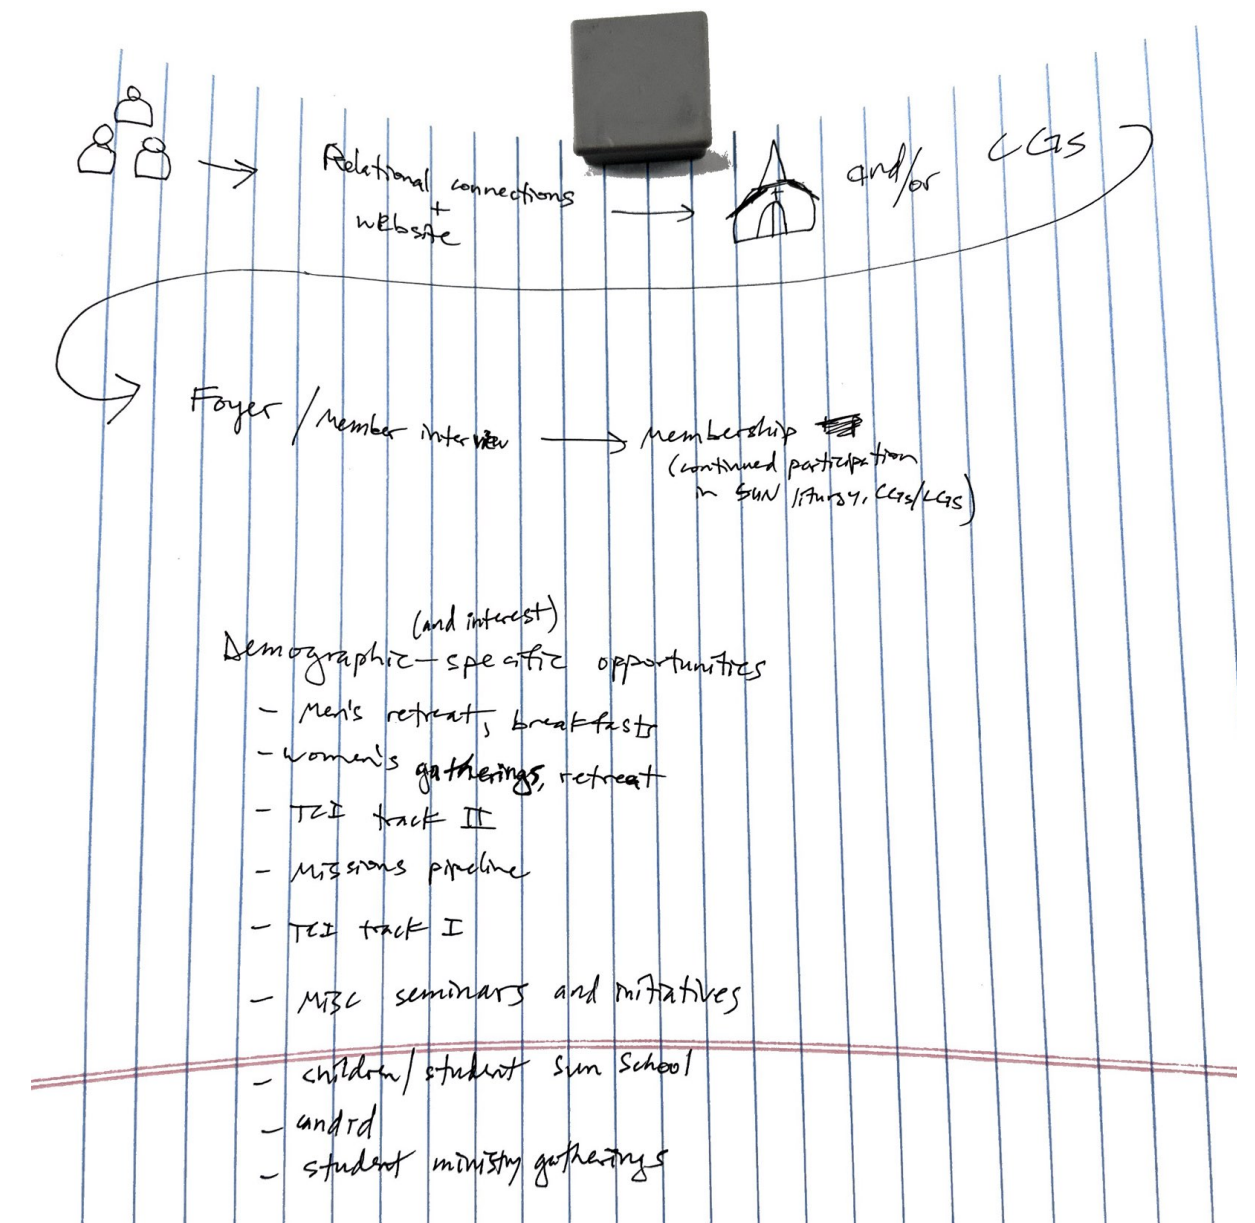 Relational connections
+
website
and/or
CGs
Foyer / Member interview
Membership
(continued participation
in SUN liturgy, CGs/LGs)
(and interest)
Demographic-specific opportunities
- Men's retreat, breakfasts
- women's gatherings, retreat
- TCI track II
- Missions pipeline
- TCI track I
- Misc seminars and initiatives
- children/student Sun School
- student ministry gatherings